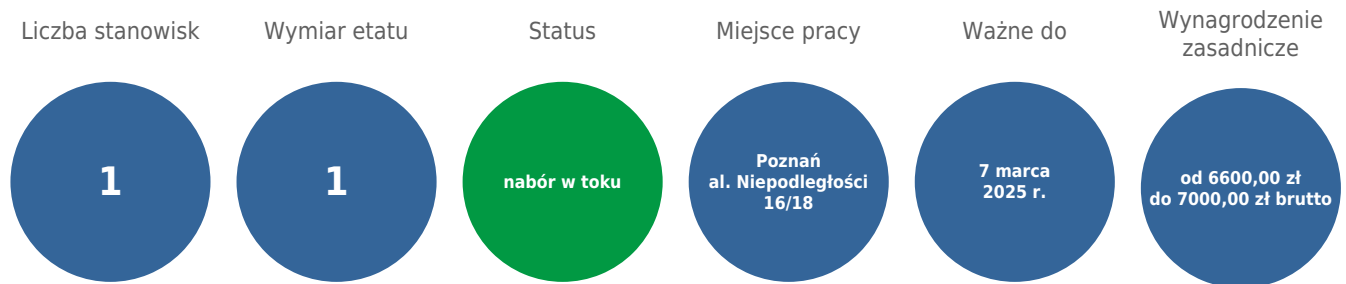 Liczba stanowisk
1
Wymiar etatu
1
Status
nabór w toku
Miejsce pracy
Poznań
al. Niepodległości
16/18
Ważne do
7 marca
2025 r.
Wynagrodzenie
zasadnicze
od 6600,00 zł
do 7000,00 zł brutto